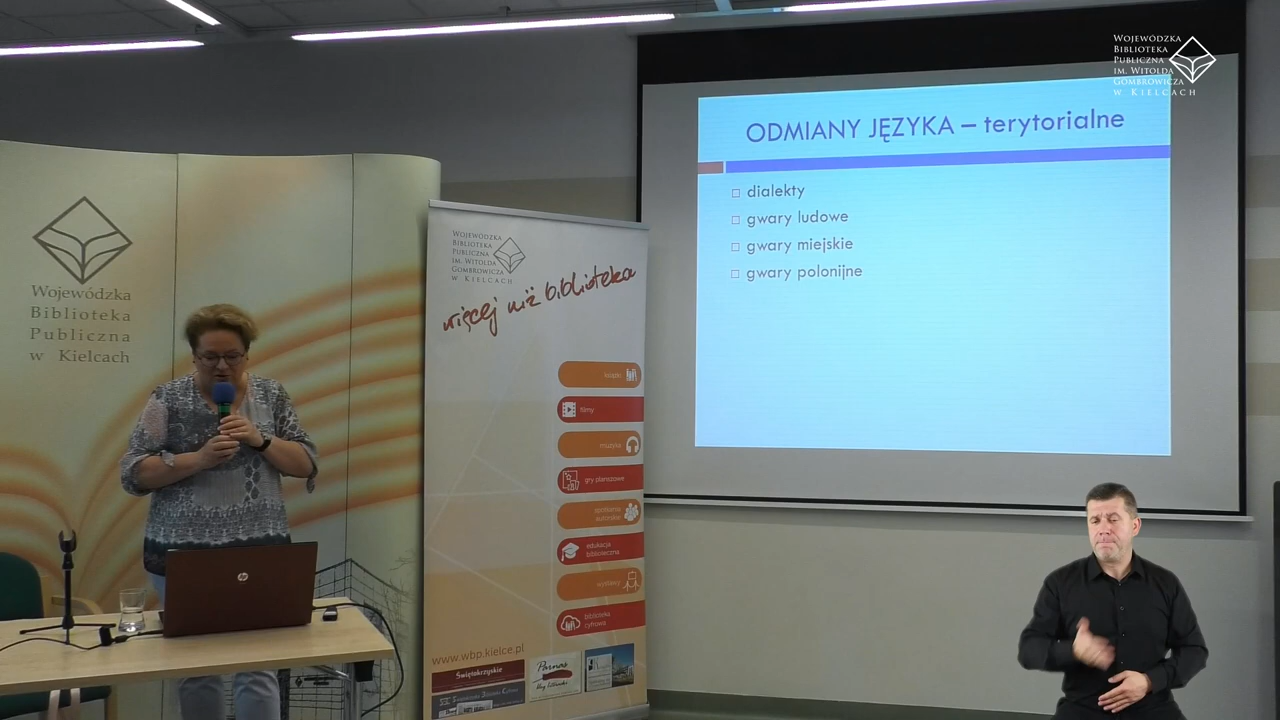 WOJEWÓDZKA
BIBLIOTEKA
PUBLICZNA
IM. WITOLDA
GOMBROWICZA
W KIELCACH
ODMIANY JĘZYKA – terytorialne
dialekty
gwary ludowe
gwary miejskie
gwary polonijne
Wojewódzka
Biblioteka
Publiczna
w Kielcach
WOJEWÓDZKA
BIBLIOTEKA
PUBLICZNA
IM. WITOLDA
GOMBROWICZA
W KIELCACH
więcej niż biblioteka
książki
filmy
muzyka
gry planszowe
spotkania
autorskie
edukacja
biblioteczna
wystawy
biblioteka
cyfrowa
www.wbp.kielce.pl
Świętokrzyskie
Parnas
hp